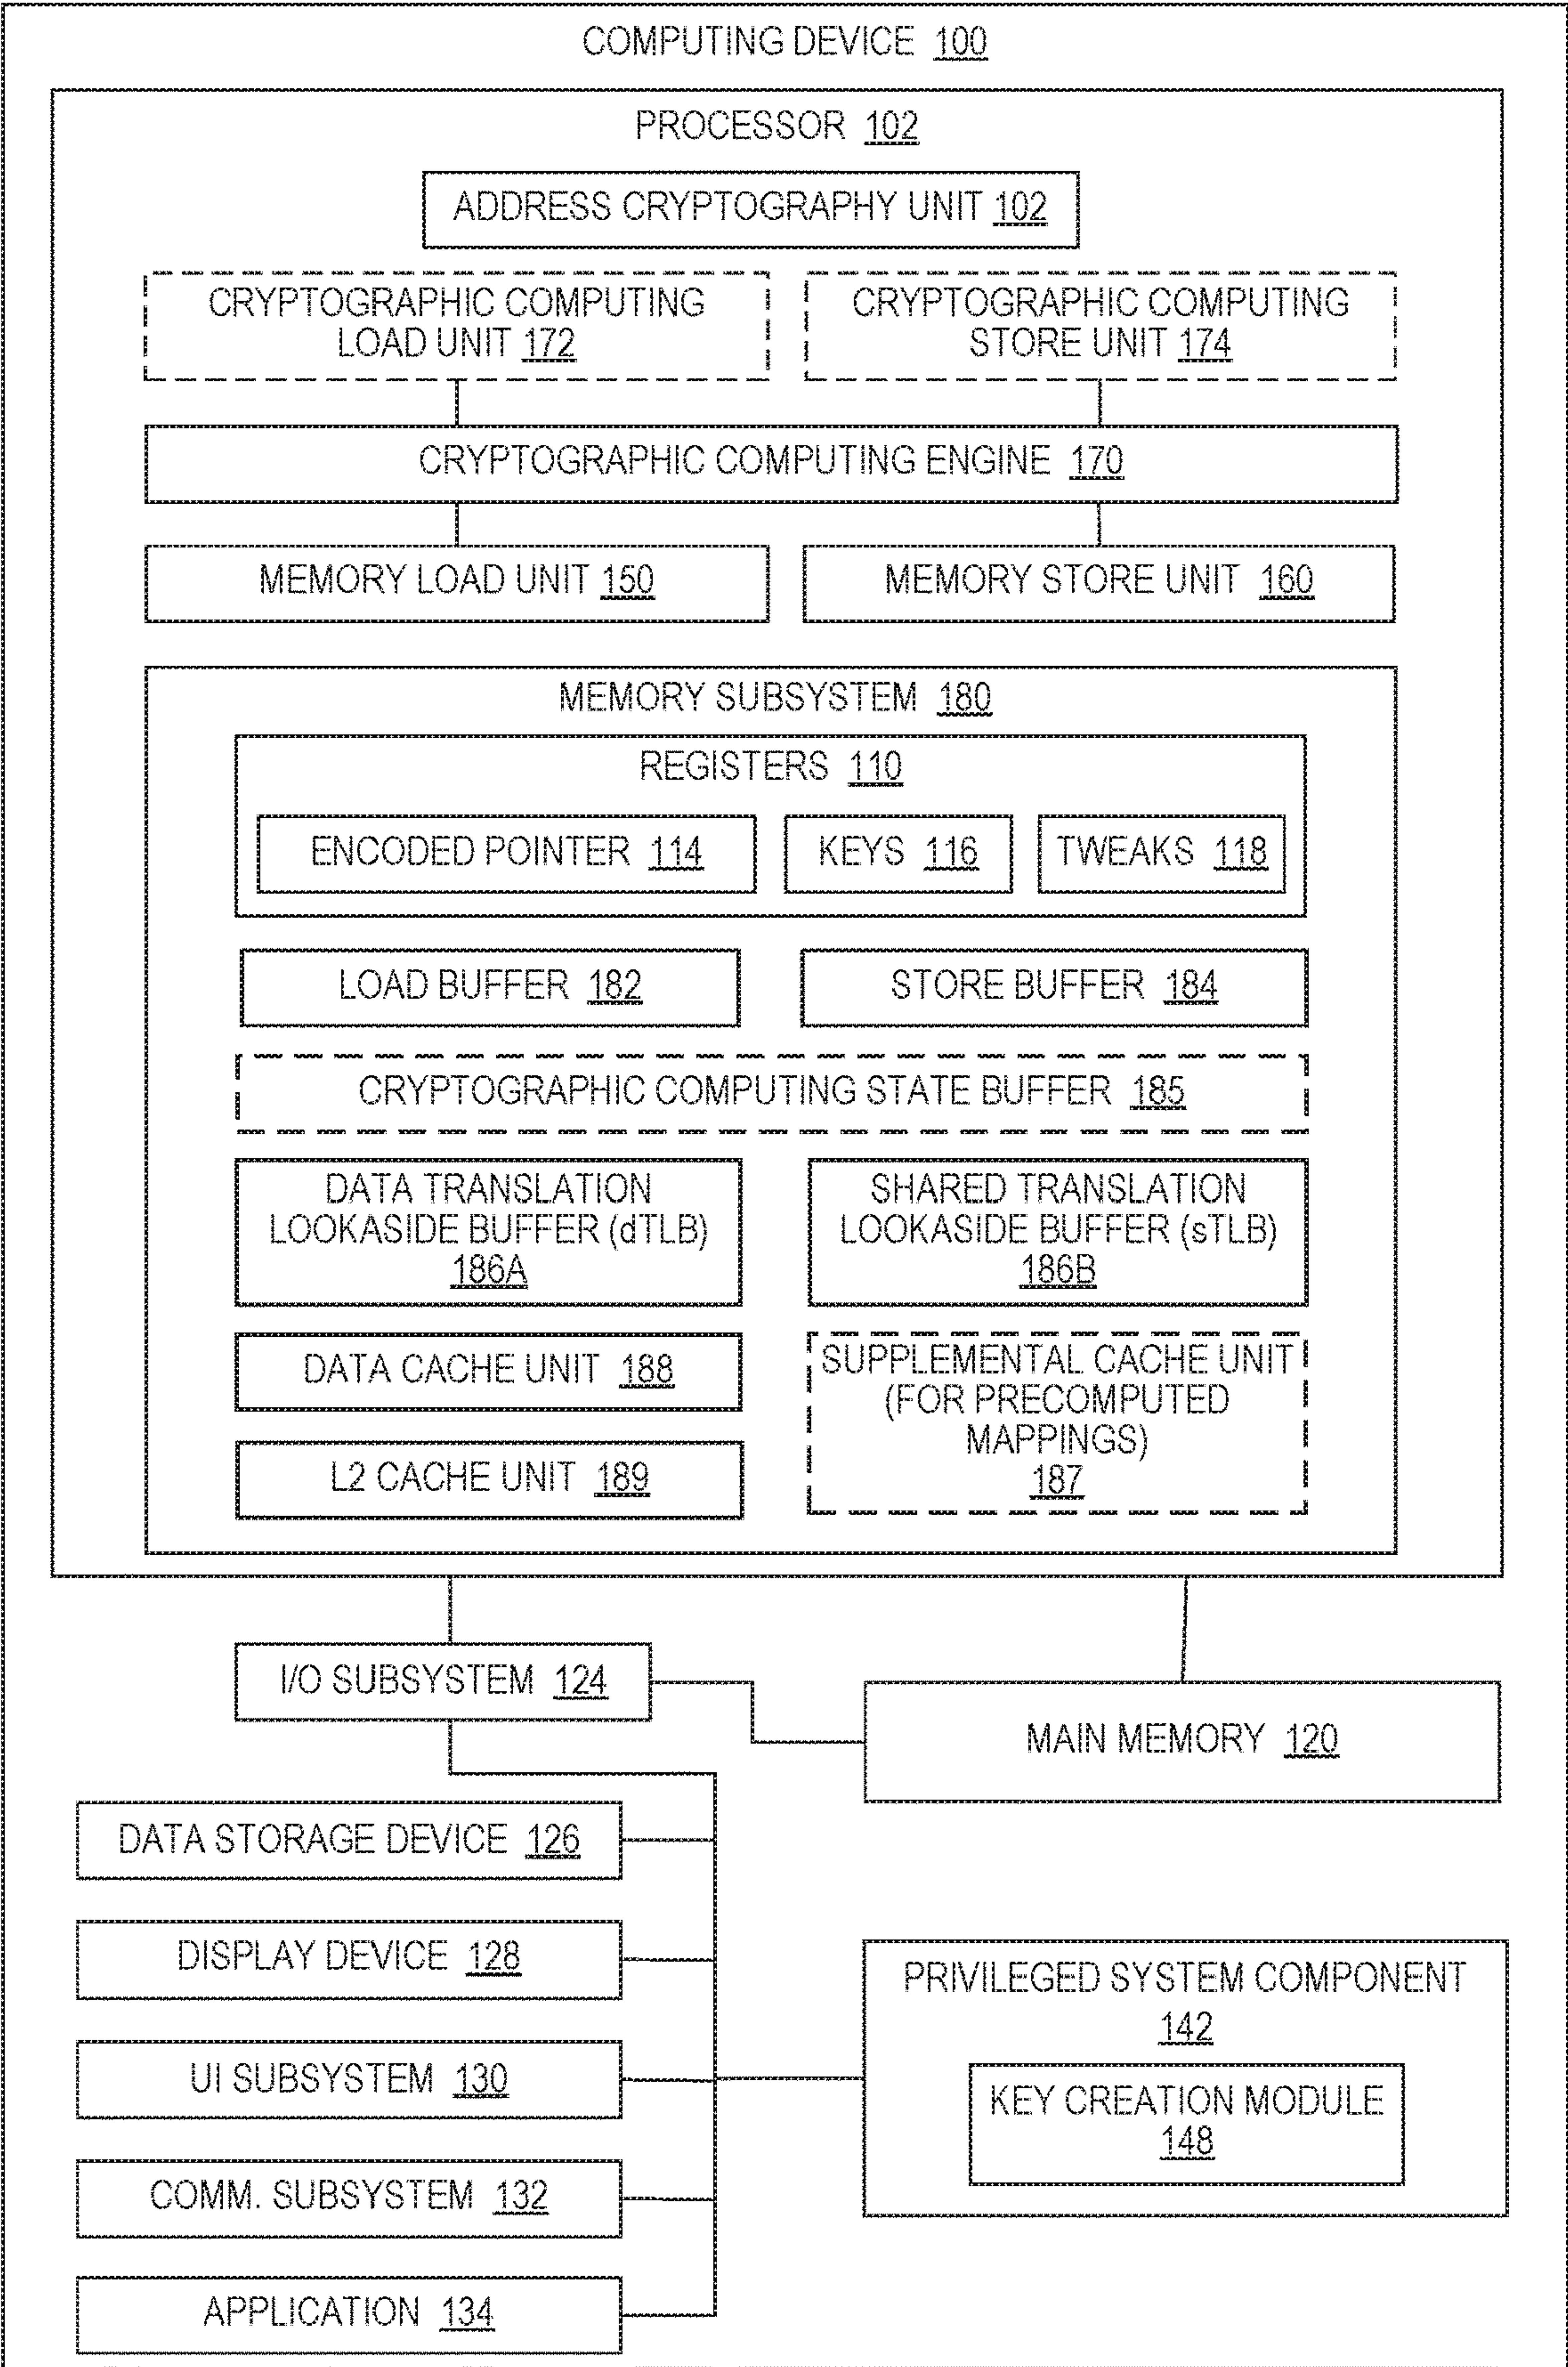 COMPUTING DEVICE 100
PROCESSOR 102
ADDRESS CRYPTOGRAPHY UNIT 102
CRYPTOGRAPHIC COMPUTING
LOAD UNIT 172
CRYPTOGRAPHIC COMPUTING
STORE UNIT 174
CRYPTOGRAPHIC COMPUTING ENGINE 170
MEMORY LOAD UNIT 150
MEMORY STORE UNIT 160
MEMORY SUBSYSTEM 180
REGISTERS 110
ENCODED POINTER 114
KEYS 116
TWEAKS 118
LOAD BUFFER 182
STORE BUFFER 184
CRYPTOGRAPHIC COMPUTING STATE BUFFER 185
DATA TRANSLATION
LOOKASIDE BUFFER (dTLB)
186A
SHARED TRANSLATION
LOOKASIDE BUFFER (sTLB)
186B
DATA CACHE UNIT 188
SUPPLEMENTAL CACHE UNIT
(FOR PRECOMPUTED
MAPPINGS)
187
L2 CACHE UNIT 189
I/O SUBSYSTEM 124
MAIN MEMORY 120
DATA STORAGE DEVICE 126
DISPLAY DEVICE 128
UI SUBSYSTEM 130
COMM. SUBSYSTEM 132
APPLICATION 134
PRIVILEGED SYSTEM COMPONENT
142
KEY CREATION MODULE
148